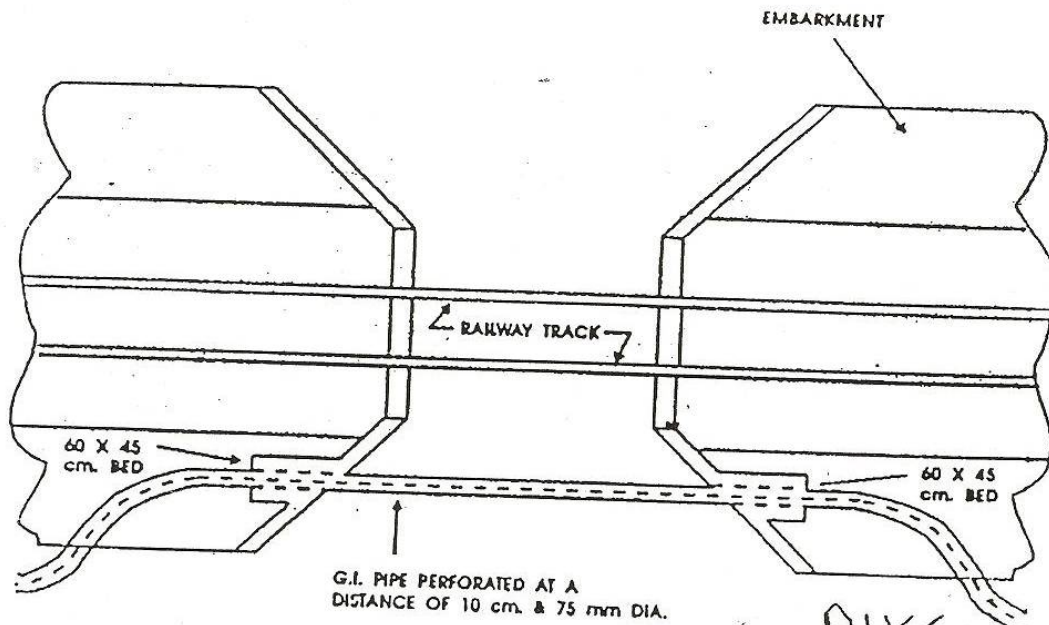 EMBARKMENT
RAILWAY TRACK
60 X 45
cm. BED
60 X 45
cm. BED
G.I. PIPE PERFORATED AT A
DISTANCE OF 10 cm. & 75 mm DIA.